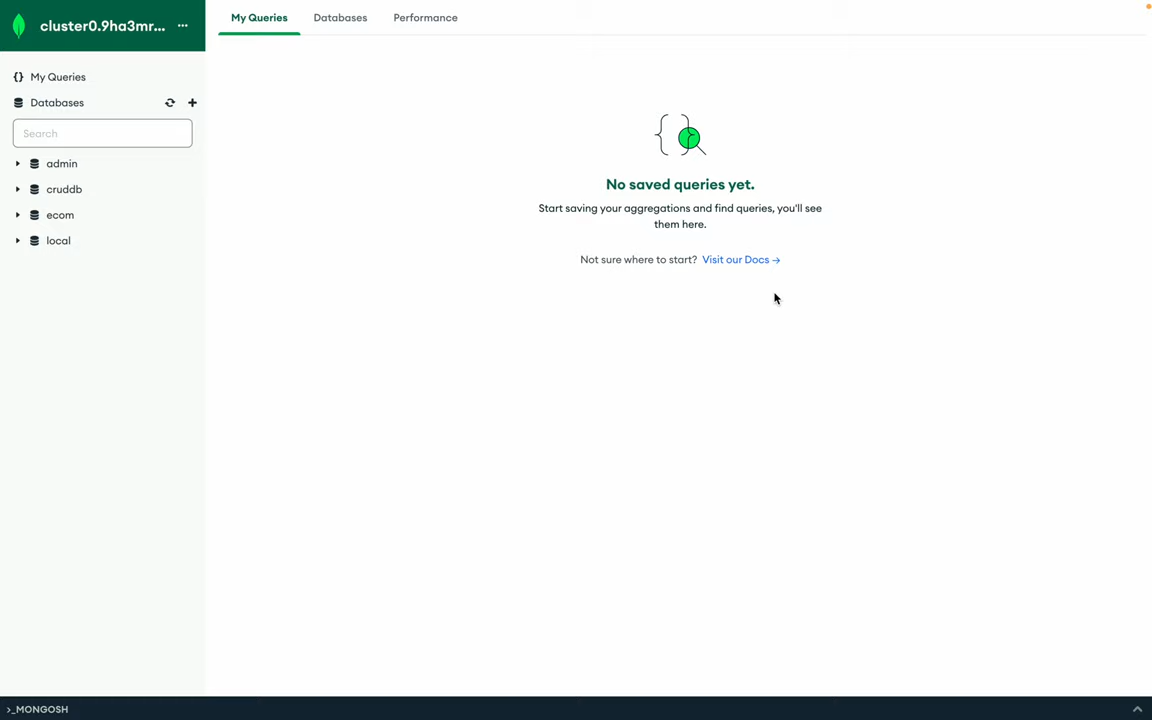 cluster0.9ha3mr... ...
My Queries
Databases
Performance
{} My Queries
Databases
Search
admin
cruddb
ecom
local
No saved queries yet.
Start saving your aggregations and find queries, you'll see
them here.
Not sure where to start? Visit our Docs →
>_MONGOSH